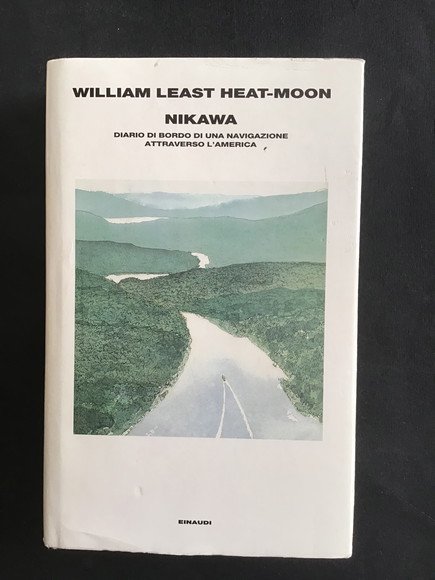 WILLIAM LEAST HEAT-MOON
NIKAWA
DIARIO DI BORDO DI UNA NAVIGAZIONE
ATTRAVERSO L'AMERICA
EINAUDI